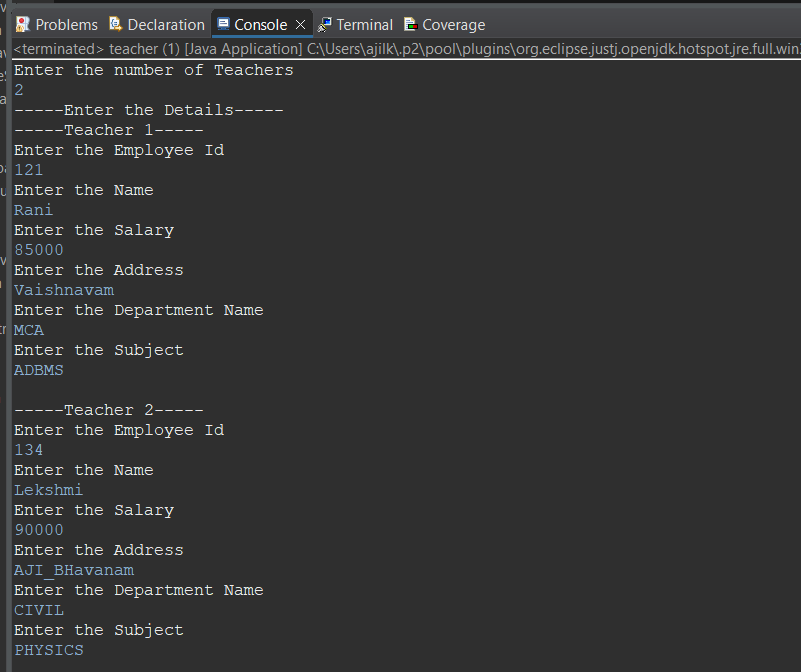 Problems Declaration Console Terminal Coverage
<terminated> teacher (1) [Java Application] C:\Users\ajilk\.p2\pool\plugins\org.eclipse.justj.openjdk.hotspot.jre.full.win
Enter the number of Teachers
2
-----Enter the Details-----
-----Teacher 1-----
Enter the Employee Id
121
Enter the Name
Rani
Enter the Salary
85000
Enter the Address
Vaishnavam
Enter the Department Name
MCA
Enter the Subject
ADBMS
-----Teacher 2-----
Enter the Employee Id
134
Enter the Name
Lekshmi
Enter the Salary
90000
Enter the Address
AJI_BHavanam
Enter the Department Name
CIVIL
Enter the Subject
PHYSICS